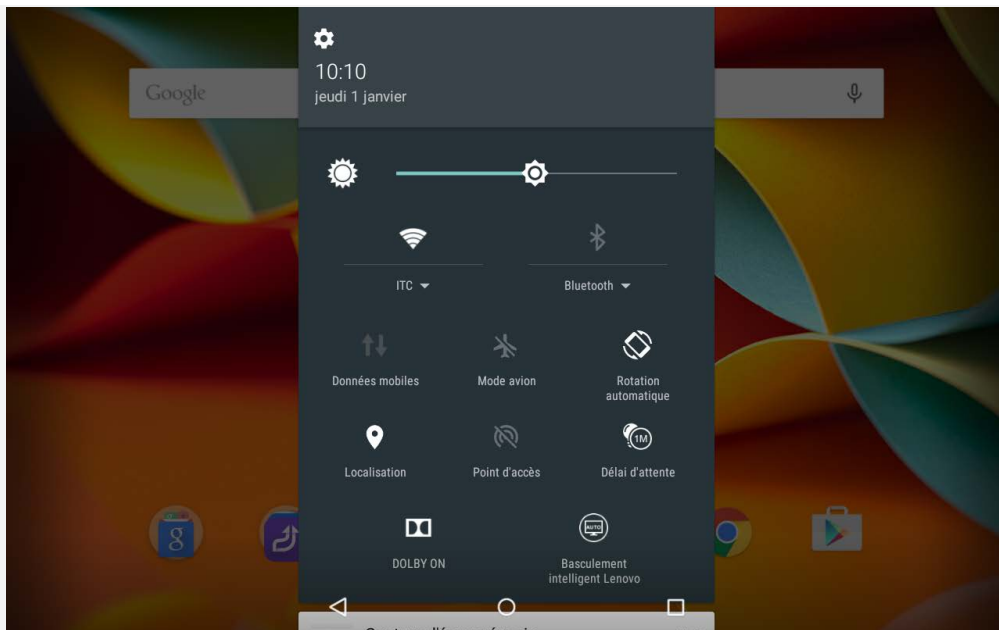 10:10
jeudi 1 janvier
Google
ITC
Bluetooth
Données mobiles
Mode avion
Rotation
automatique
Localisation
Point d'accès
1M
Délai d'attente
8
DOLBY ON
AUTO
Basculement
intelligent Lenovo